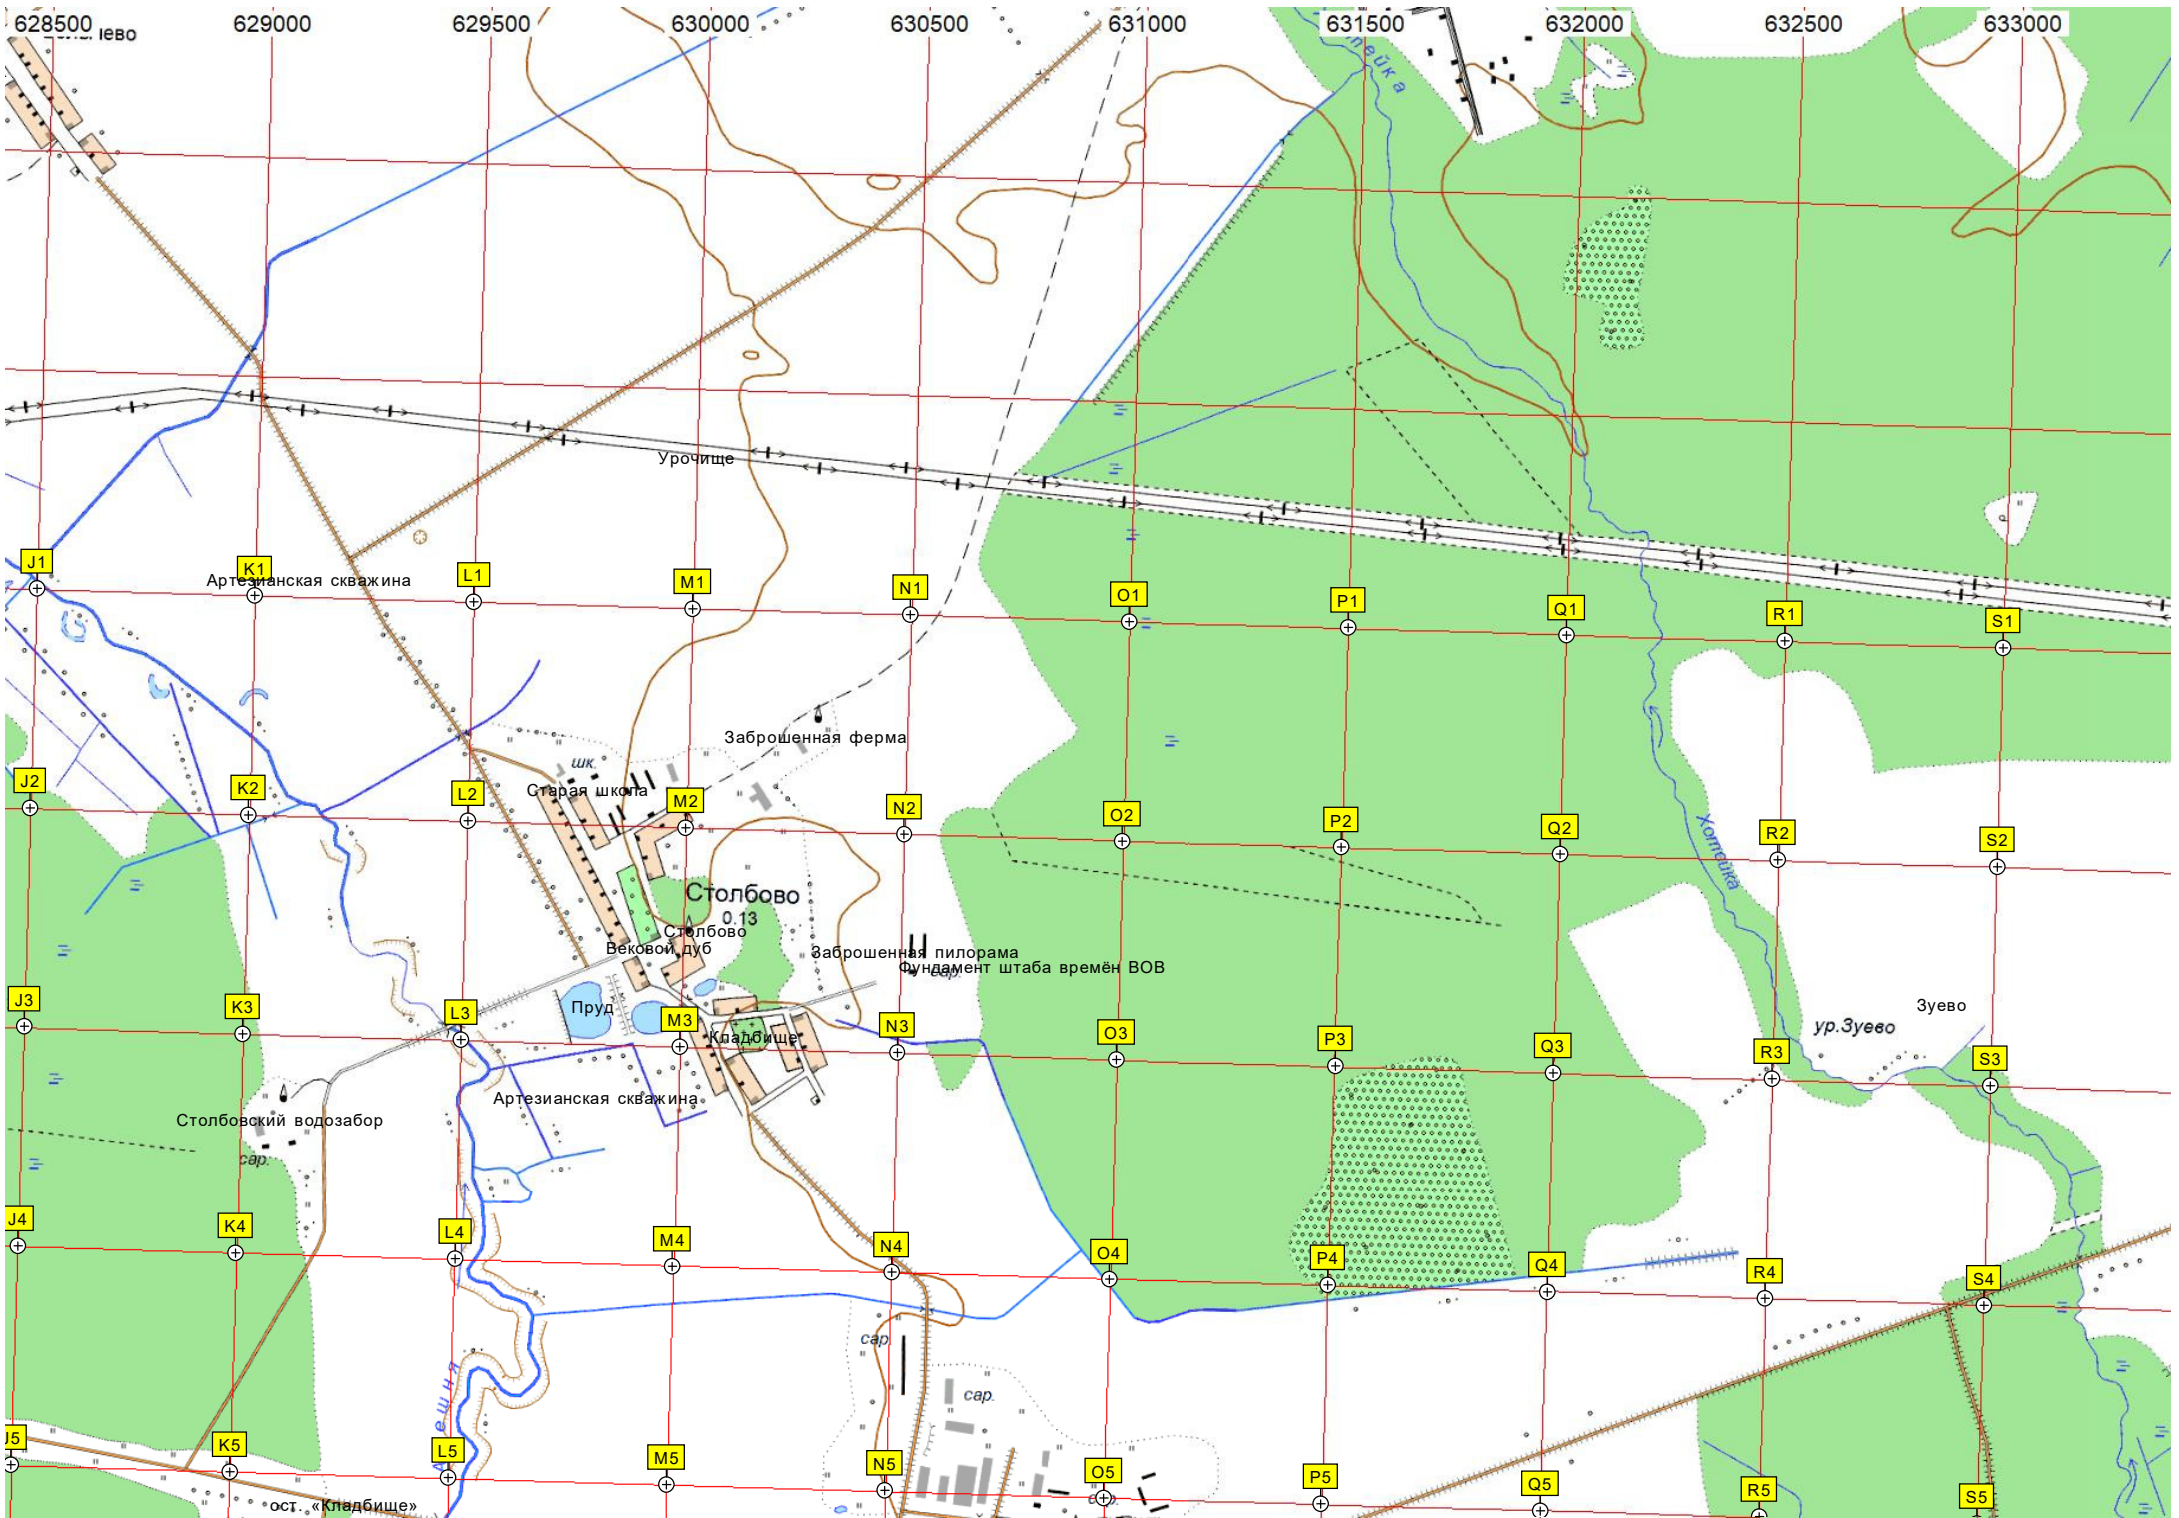 628500 629000 629500 630000 630500 631000 631500 632000 632500 633000
Урочище
J1 K1 L1 M1 N1 O1 P1 Q1 R1 S1
Артезианская скважина
Заброшенная ферма
шк.
Старая школа
J2 K2 L2 M2 N2 O2 P2 Q2 R2 S2
Хотейка
Столбово
0.13
Столбово
Вековой дуб
Заброшенная пилорама
Фундамент штаба времён ВОВ
сар.
Пруд
Зуево
ур.Зуево
J3 K3 L3 M3 N3 O3 P3 Q3 R3 S3
Кладбище
Артезианская скважина
Столбовский водозабор
сар.
J4 K4 L4 M4 N4 O4 P4 Q4 R4 S4
сар.
сар.
J5 K5 L5 M5 N5 O5 P5 Q5 R5 S5
сар.
ост. «Кладбище»